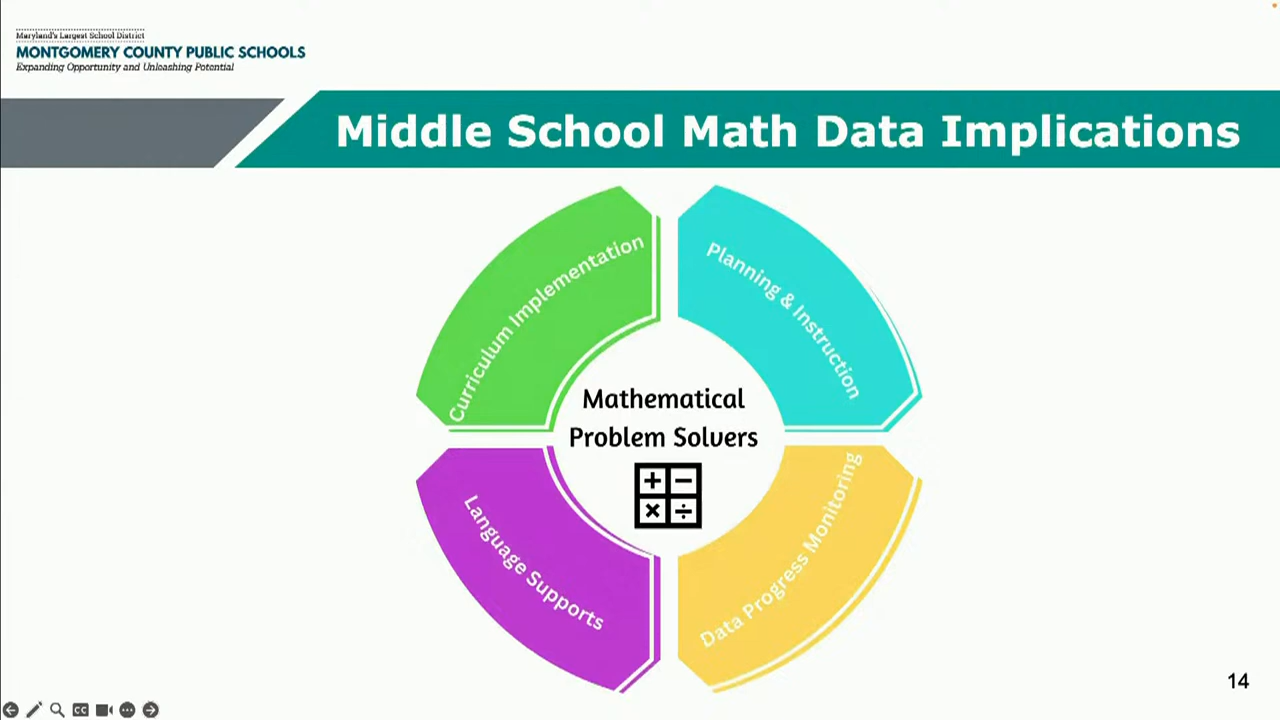 Maryland's Largest School District
MONTGOMERY COUNTY PUBLIC SCHOOLS
Expanding Opportunity and Unleashing Potential
Middle School Math Data Implications
Curriculum Implementation
Planning & Instruction
Mathematical
Problem Solvers
+ −
× ÷
Language Supports
Data Progress Monitoring
14
CC